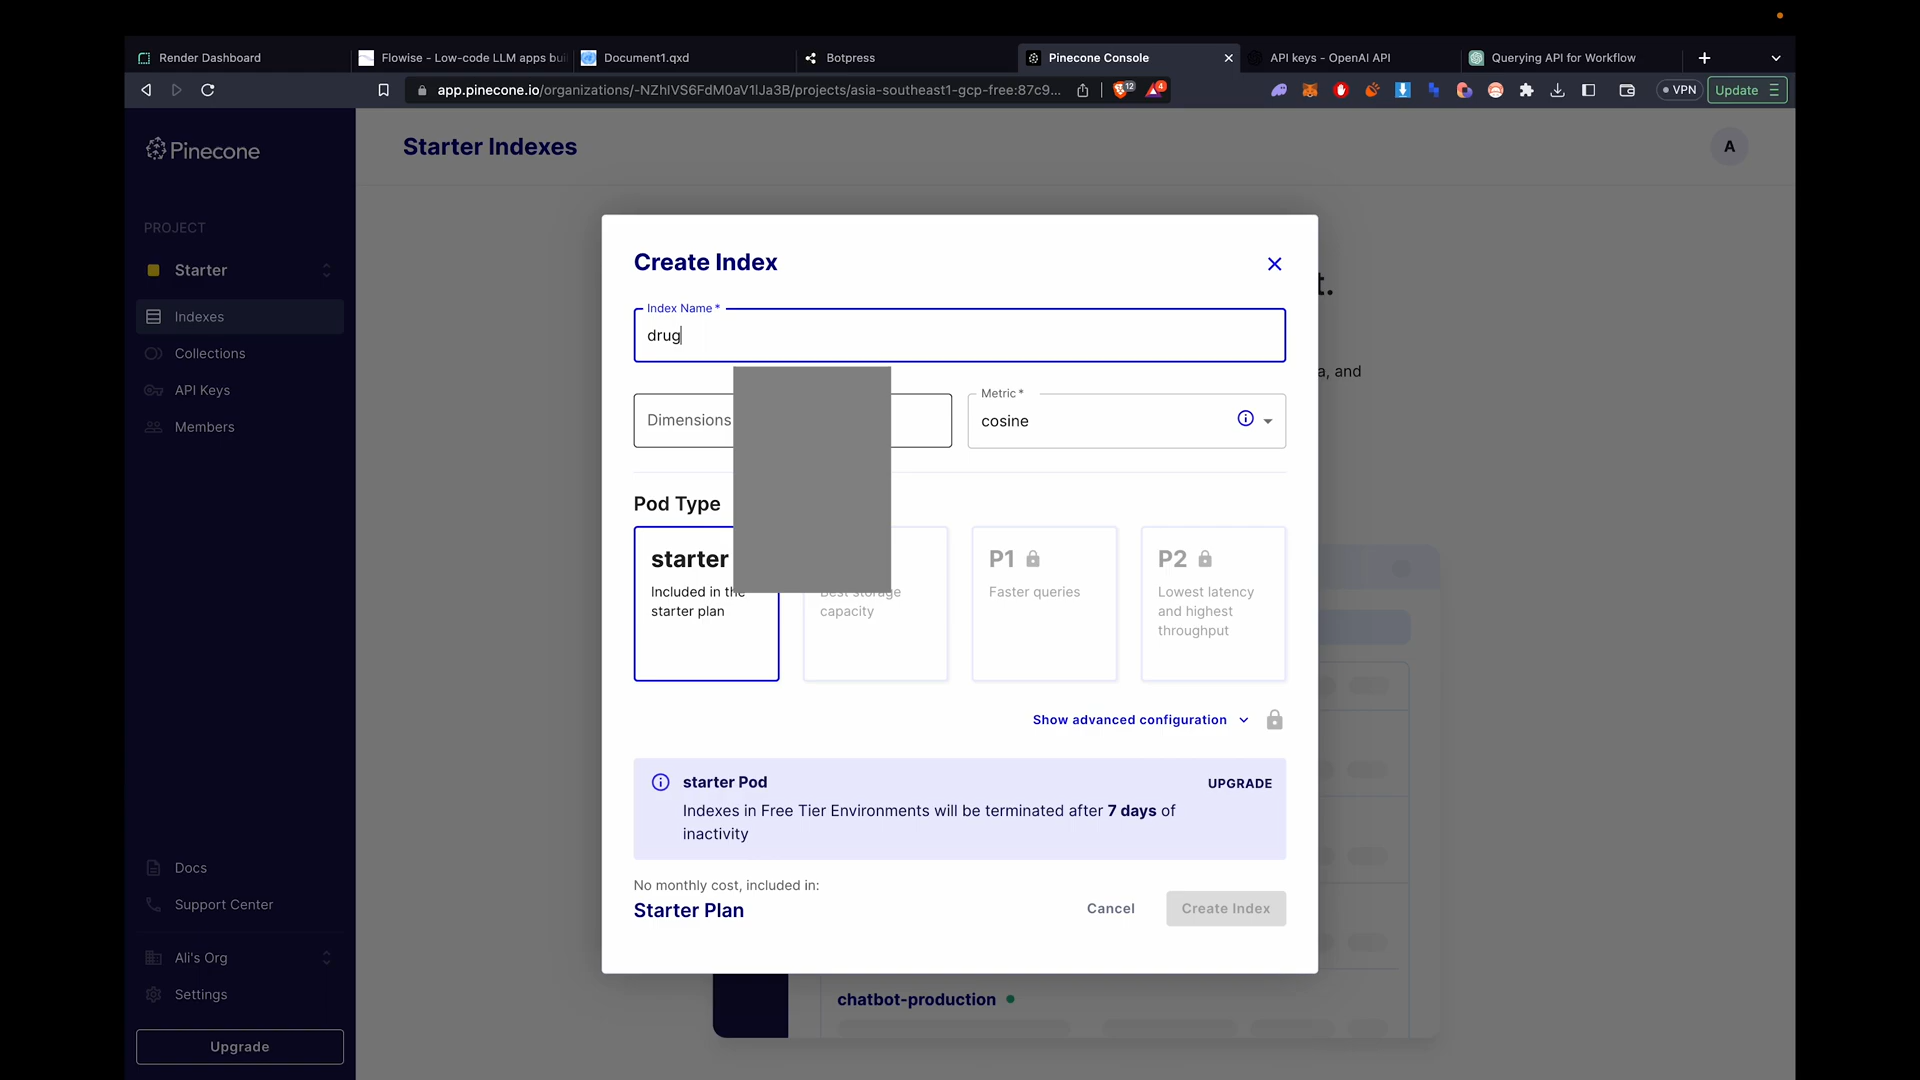 Render Dashboard
Flowise - Low-code LLM apps bui
Document1.qxd
Botpress
Pinecone Console
API keys - OpenAI API
Querying API for Workflow
app.pinecone.io/organizations/-NZhlVS6FdM0aV1lJa3B/projects/asia-southeast1-gcp-free:87c9...
12
4
VPN
Update
Pinecone
Starter Indexes
A
PROJECT
Starter
Indexes
Collections
API Keys
Members
t.
a, and
Create Index
Index Name *
drug
Dimensions
Metric *
cosine
Pod Type
starter
Included in the
starter plan
Best storage
capacity
P1
Faster queries
P2
Lowest latency
and highest
throughput
Show advanced configuration
starter Pod
UPGRADE
Indexes in Free Tier Environments will be terminated after 7 days of
inactivity
No monthly cost, included in:
Starter Plan
Cancel
Create Index
chatbot-production
Docs
Support Center
Ali's Org
Settings
Upgrade